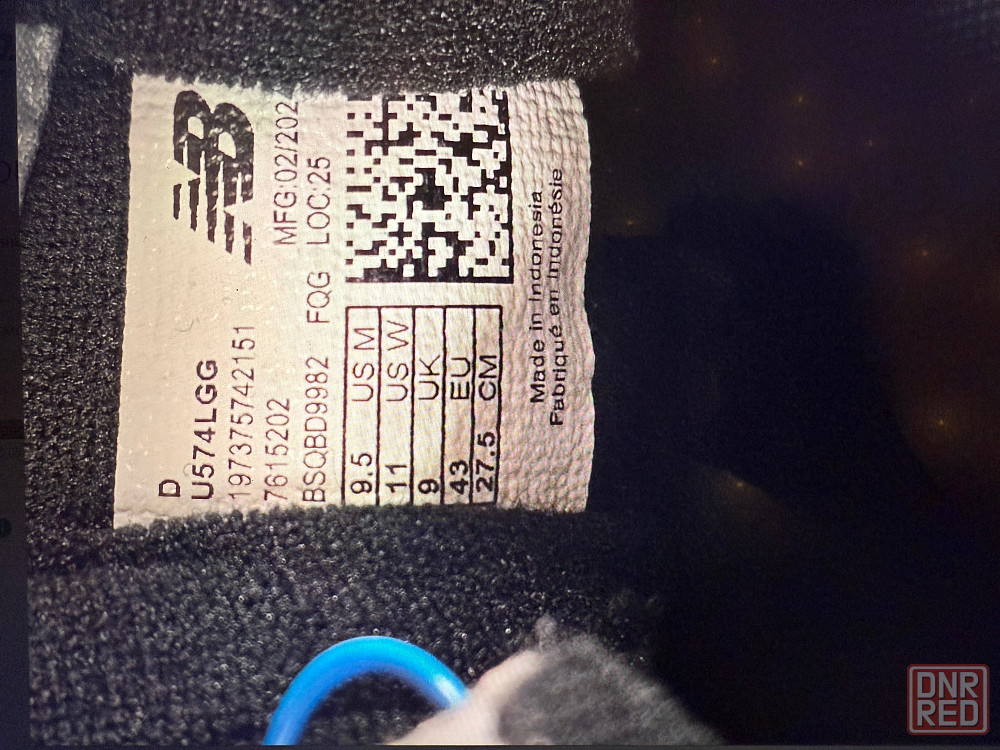 NB
D
U574LGG
197375742151
7615202 MFG:02/202
BSQBD9982 FQG LOC:25
9.5 US M
11 US W
9 UK
43 EU
27.5 CM
Made in Indonesia
Fabriqué en Indonésie
DNR
RED